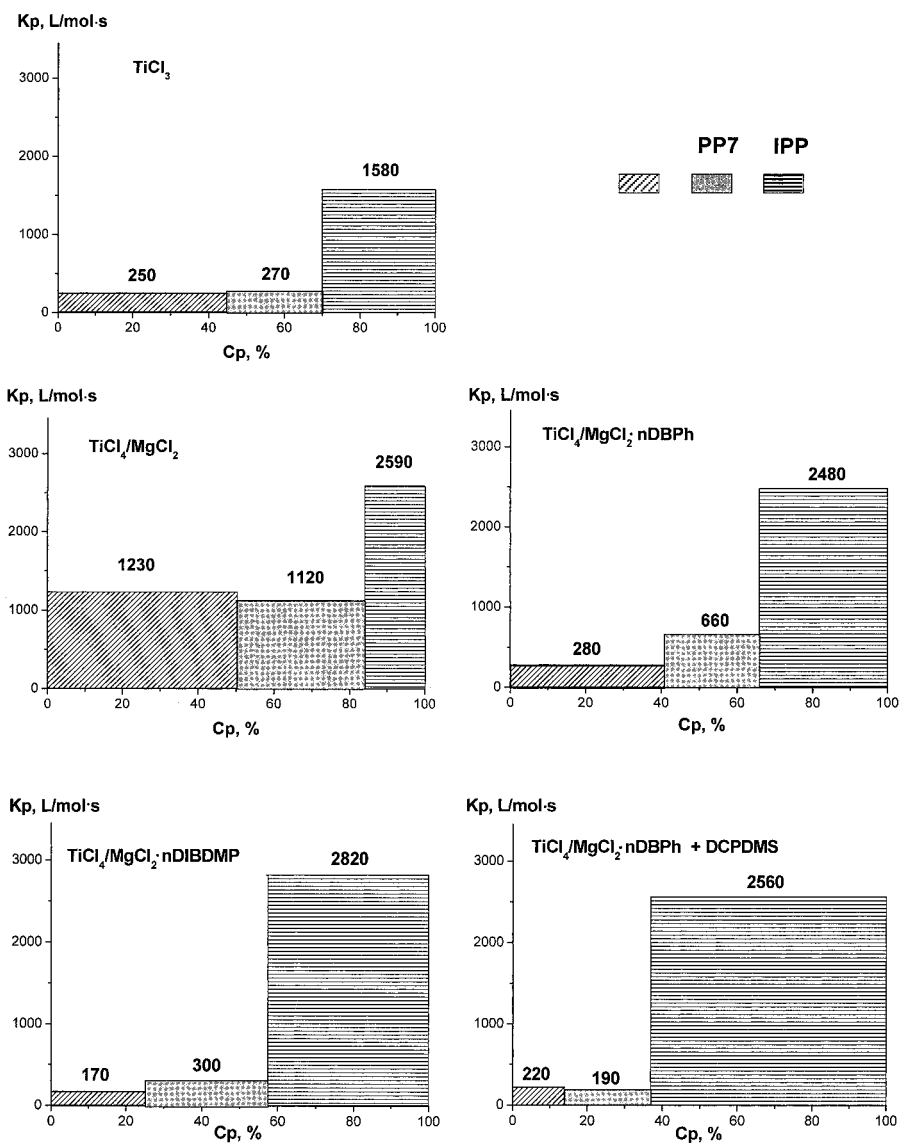 Kp, L/mol·s
TiCl3
3000
2000
1000
0
250
270
1580
0 20 40 60 80 100
Cp, %
PP7 IPP
Kp, L/mol·s
TiCl4/MgCl2
3000
2000
1000
0
1230
1120
2590
0 20 40 60 80 100
Cp, %
Kp, L/mol·s
TiCl4/MgCl2·nDBPh
3000
2000
1000
0
280
660
2480
0 20 40 60 80 100
Cp, %
Kp, L/mol·s
TiCl4/MgCl2·nDIBDMP
3000
2000
1000
0
170
300
2820
0 20 40 60 80 100
Cp, %
Kp, L/mol·s
TiCl4/MgCl2·nDBPh + DCPDMS
3000
2000
1000
0
220
190
2560
0 20 40 60 80 100
Cp, %